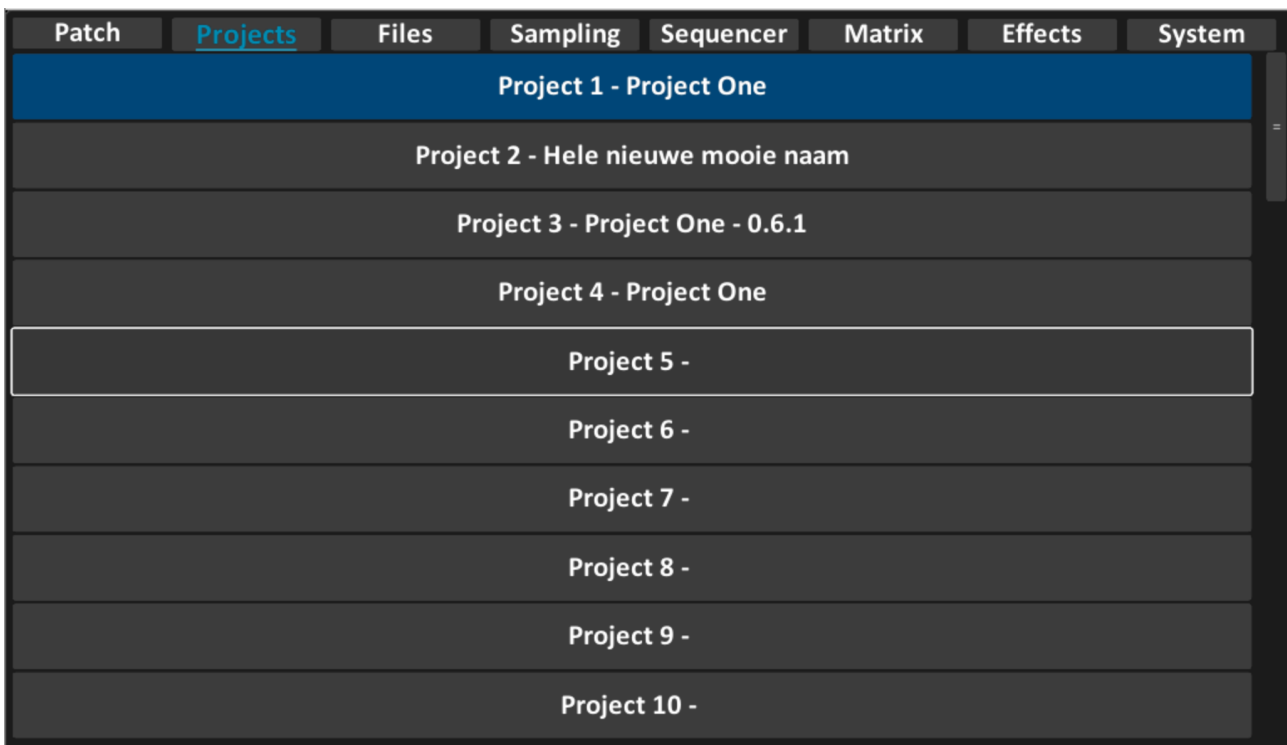 Patch Projects Files Sampling Sequencer Matrix Effects System
Project 1 - Project One
Project 2 - Hele nieuwe mooie naam
Project 3 - Project One - 0.6.1
Project 4 - Project One
Project 5 -
Project 6 -
Project 7 -
Project 8 -
Project 9 -
Project 10 -